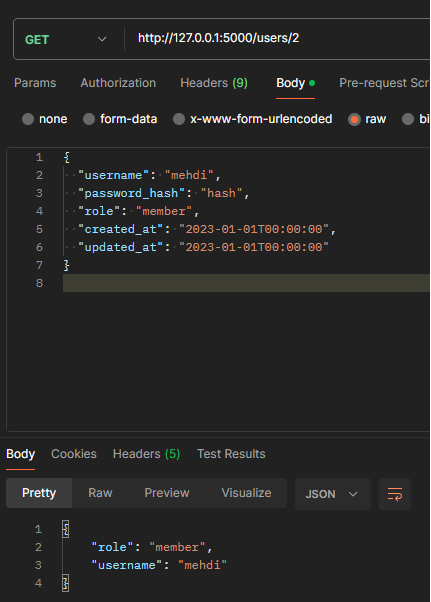 GET http://127.0.0.1:5000/users/2
Params Authorization Headers (9) Body Pre-request Scr
none form-data x-www-form-urlencoded raw bi
1 {
2 "username": "mehdi",
3 "password_hash": "hash",
4 "role": "member",
5 "created_at": "2023-01-01T00:00:00",
6 "updated_at": "2023-01-01T00:00:00"
7 }
8
Body Cookies Headers (5) Test Results
Pretty Raw Preview Visualize JSON
1 {
2 "role": "member",
3 "username": "mehdi"
4 }